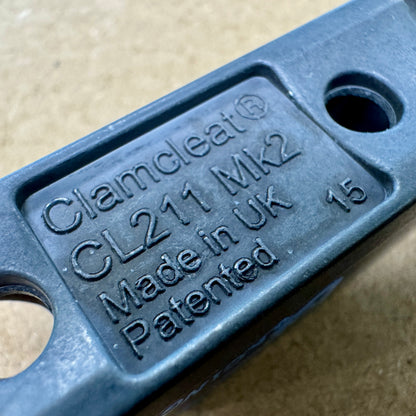 Clamcleat®
CL211 Mk2
Made in UK 15
Patented